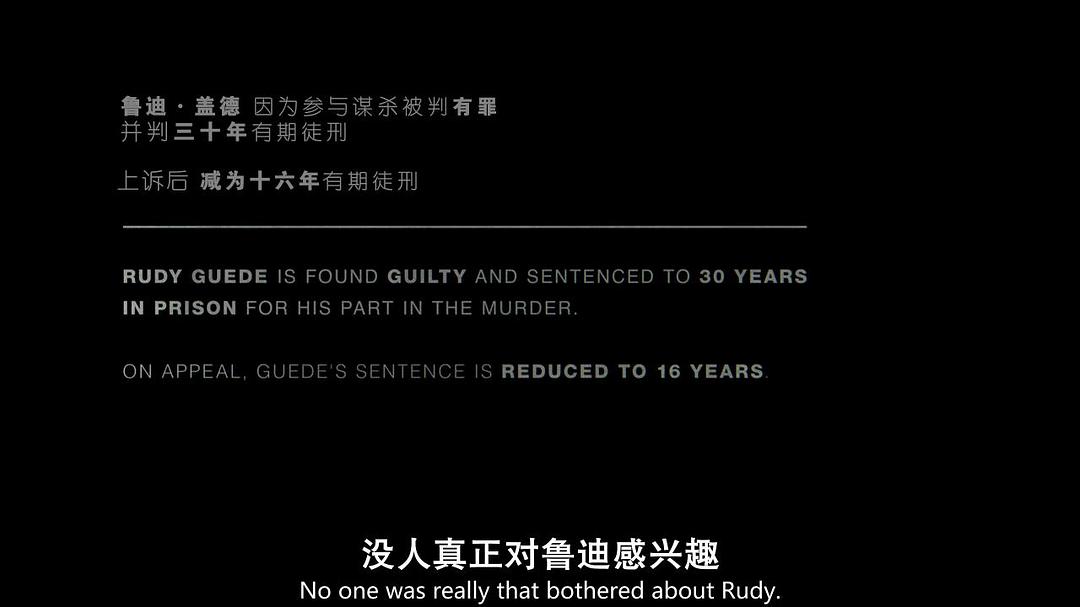 鲁迪·盖德 因为参与谋杀被判有罪
并判三十年有期徒刑
上诉后 减为十六年有期徒刑
RUDY GUEDE IS FOUND GUILTY AND SENTENCED TO 30 YEARS
IN PRISON FOR HIS PART IN THE MURDER.
ON APPEAL, GUEDE'S SENTENCE IS REDUCED TO 16 YEARS.
没人真正对鲁迪感兴趣
No one was really that bothered about Rudy.